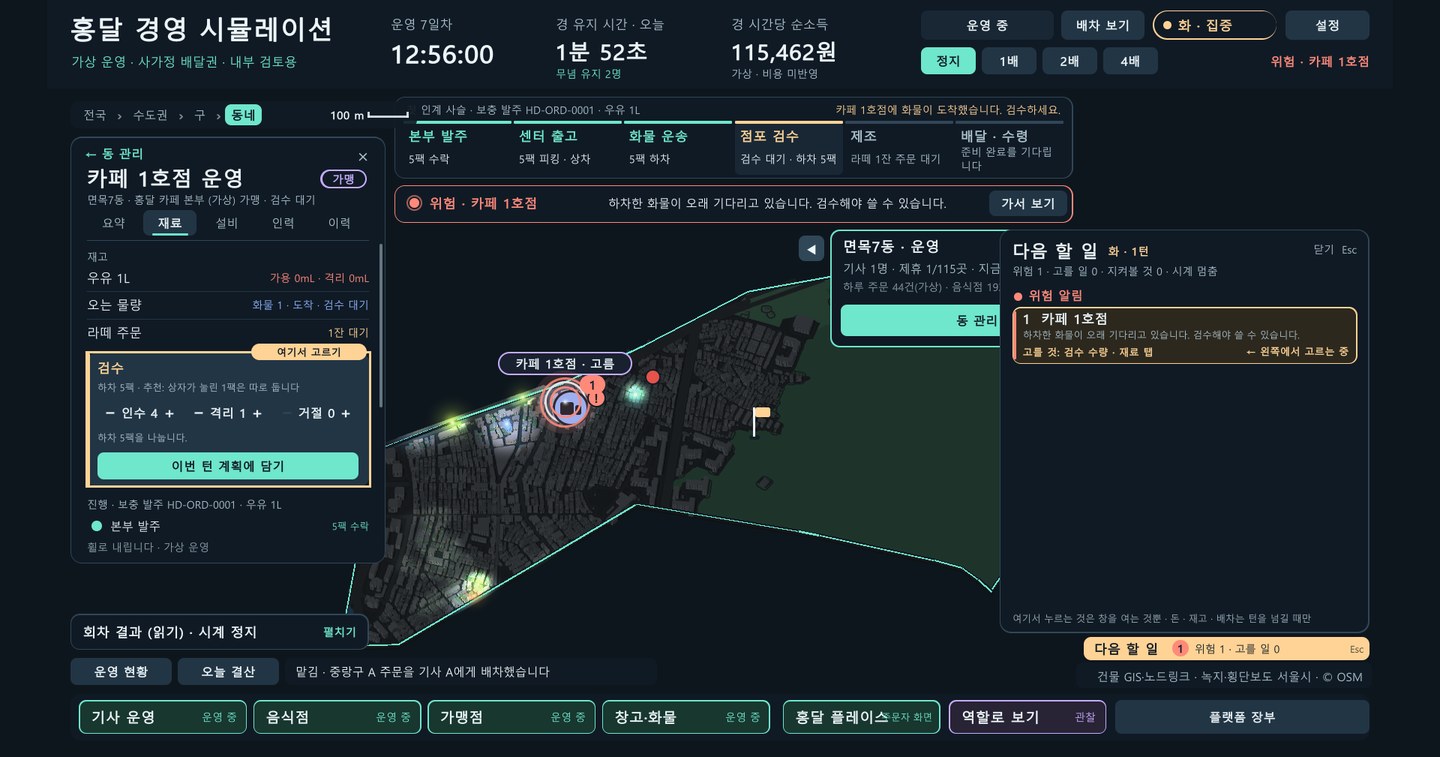 홍달 경영 시뮬레이션
가상 운영 · 사가정 배달권 · 내부 검토용
운영 7일차
12:56:00
경 유지 시간 · 오늘
1분 52초
무념 유지 2명
경 시간당 순소득
115,462원
가상 · 비용 미반영
운영 중
배차 보기
화 · 집중
설정
정지
1배
2배
4배
위험 · 카페 1호점
전국 › 수도권 › 구 › 동네
100 m
인계 사슬 · 보충 발주 HD-ORD-0001 · 우유 1L
카페 1호점에 화물이 도착했습니다. 검수하세요.
본부 발주
5팩 수락
센터 출고
5팩 피킹 · 상차
화물 운송
5팩 하차
점포 검수
검수 대기 · 하차 5팩
제조
라떼 1잔 주문 대기
배달 · 수령
준비 완료를 기다립
니다
위험 · 카페 1호점
하차한 화물이 오래 기다리고 있습니다. 검수해야 쓸 수 있습니다.
가서 보기
← 동 관리
×
카페 1호점 운영
가맹
면목7동 · 홍달 카페 본부 (가상) 가맹 · 검수 대기
요약
재료
설비
인력
이력
재고
우유 1L
가용 0mL · 격리 0mL
오는 물량
화물 1 · 도착 · 검수 대기
라떼 주문
1잔 대기
여기서 고르기
검수
하차 5팩 · 추천: 상자가 눌린 1팩은 따로 둡니다
− 인수 4 +
− 격리 1 +
− 거절 0 +
하차 5팩을 나눕니다.
이번 턴 계획에 담기
진행 · 보충 발주 HD-ORD-0001 · 우유 1L
본부 발주
5팩 수락
휠로 내립니다 · 가상 운영
카페 1호점 · 고름
1
!
◀
면목7동 · 운영
기사 1명 · 제휴 1/115곳 · 지금
하루 주문 44건(가상) · 음식점 19
동 관리
다음 할 일
화 · 1턴
닫기 Esc
위험 1 · 고를 일 0 · 지켜볼 것 0 · 시계 멈춤
위험 알림
1 카페 1호점
하차한 화물이 오래 기다리고 있습니다. 검수해야 쓸 수 있습니다.
고를 것: 검수 수량 · 재료 탭
← 왼쪽에서 고르는 중
여기서 누르는 것은 창을 여는 것뿐 · 돈 · 재고 · 배차는 턴을 넘길 때만
회차 결과 (읽기) · 시계 정지
펼치기
다음 할 일
1
위험 1 · 고를 일 0
Esc
운영 현황
오늘 결산
맡김 · 중랑구 A 주문을 기사 A에게 배차했습니다
건물 GIS·노드링크 · 녹지·횡단보도 서울시 · © OSM
기사 운영
운영 중
음식점
운영 중
가맹점
운영 중
창고·화물
운영 중
홍달 플레이스
주문자 화면
역할로 보기
관찰
플랫폼 장부